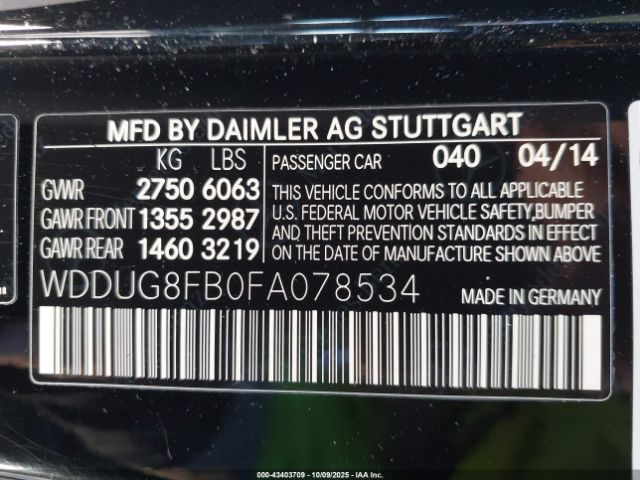 MFD BY DAIMLER AG STUTTGART
KG LBS
GWR 2750 6063
GAWR FRONT 1355 2987
GAWR REAR 1460 3219
PASSENGER CAR 040 04/14
THIS VEHICLE CONFORMS TO ALL APPLICABLE
U.S. FEDERAL MOTOR VEHICLE SAFETY,BUMPER
AND THEFT PREVENTION STANDARDS IN EFFECT
ON THE DATE OF MANUFACTURE SHOWN ABOVE
WDDUG8FB0FA078534 MADE IN GERMANY
000-43403709 - 10/09/2025 - IAA Inc.